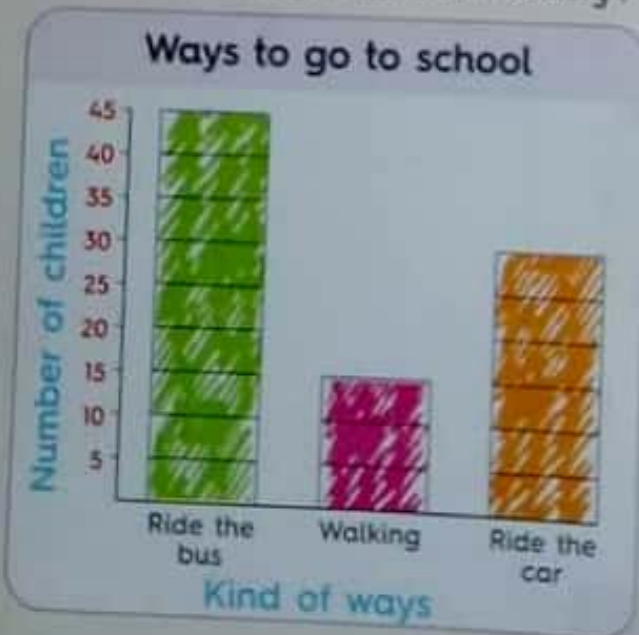 Ways to go to school
Number of children
45
40
35
30
25
20
15
10
5
Ride the
bus
Walking
Ride the
car
Kind of ways